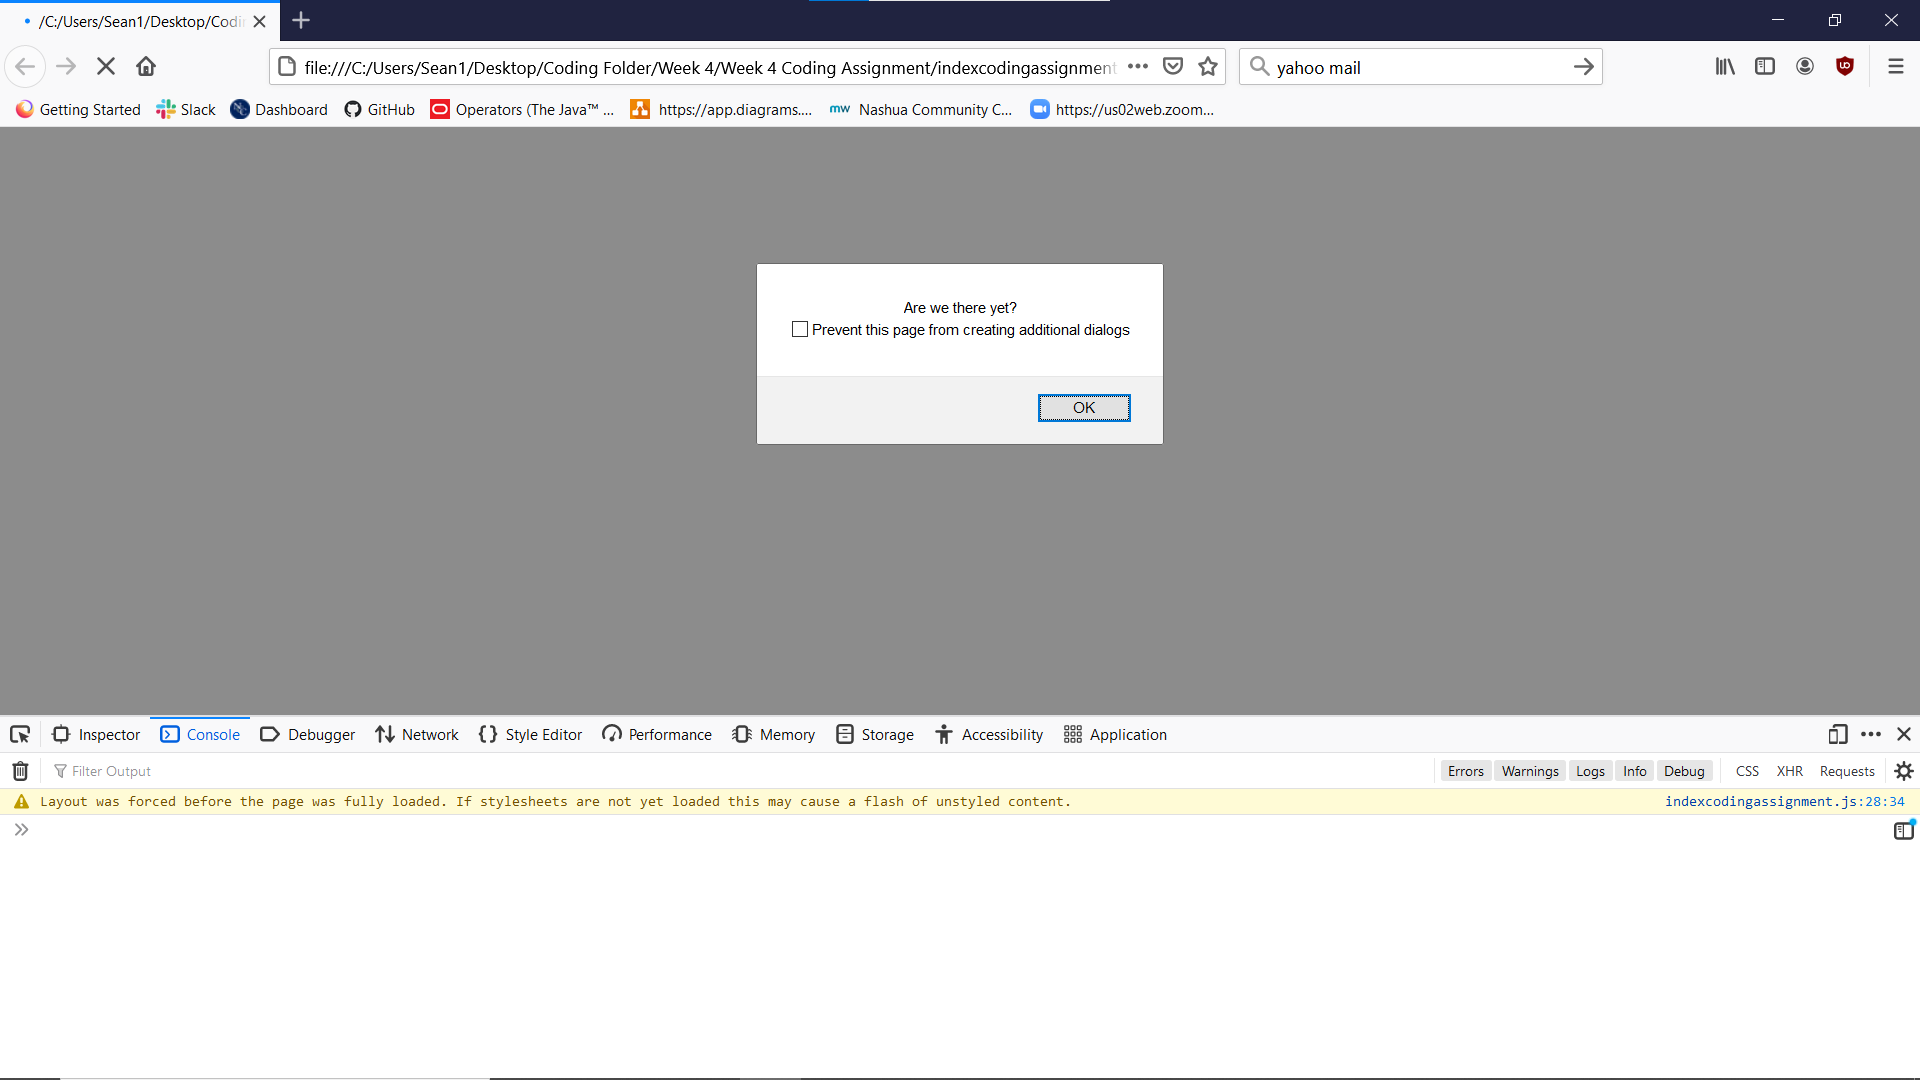 /C:/Users/Sean1/Desktop/Codi
file:///C:/Users/Sean1/Desktop/Coding Folder/Week 4/Week 4 Coding Assignment/indexcodingassignment
yahoo mail
Getting Started
Slack
Dashboard
GitHub
Operators (The Java™ ...
https://app.diagrams....
mw
Nashua Community C...
https://us02web.zoom...
Are we there yet?
Prevent this page from creating additional dialogs
OK
Inspector
Console
Debugger
Network
Style Editor
Performance
Memory
Storage
Accessibility
Application
Filter Output
Errors
Warnings
Logs
Info
Debug
CSS
XHR
Requests
Layout was forced before the page was fully loaded. If stylesheets are not yet loaded this may cause a flash of unstyled content.
indexcodingassignment.js:28:34